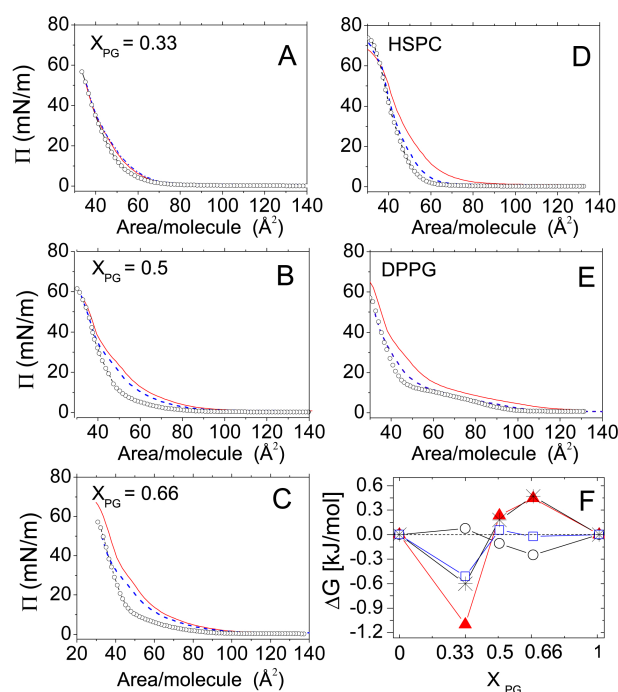 X_PG = 0.33
A
Π (mN/m)
80
60
40
20
0
40 60 80 100 120 140
Area/molecule (Å²)
HSPC
D
80
60
40
20
0
40 60 80 100 120 140
Area/molecule (Å²)
X_PG = 0.5
B
Π (mN/m)
80
60
40
20
0
40 60 80 100 120 140
Area/molecule (Å²)
DPPG
E
80
60
40
20
0
40 60 80 100 120 140
Area/molecule (Å²)
X_PG = 0.66
C
Π (mN/m)
80
70
60
50
40
30
20
10
0
20 40 60 80 100 120 140
Area/molecule (Å²)
F
ΔG [kJ/mol]
0.6
0.3
0.0
-0.3
-0.6
-0.9
-1.2
0 0.33 0.5 0.66 1
X_PG